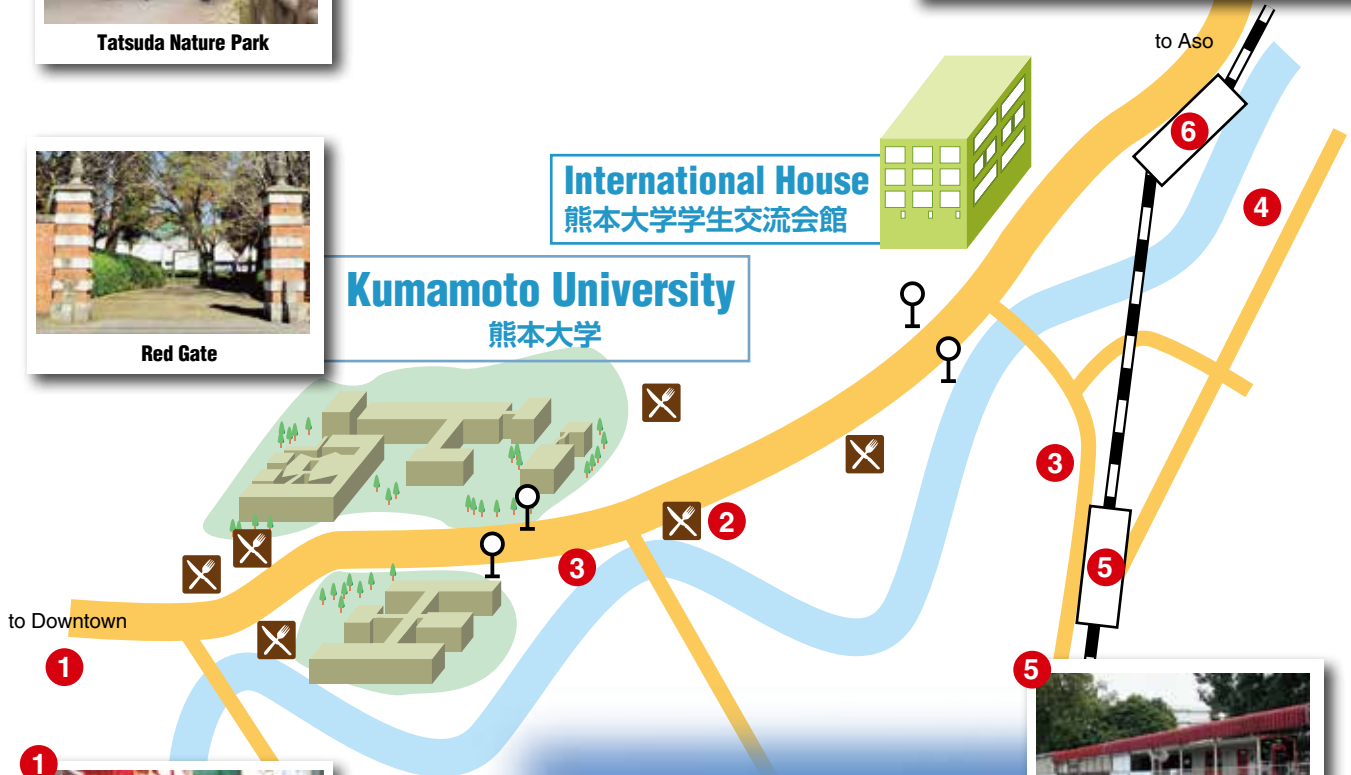 Tatsuda Nature Park
to Aso
6
International House
熊本大学学生交流会館
4
Kumamoto University
熊本大学
Red Gate
3
2
3
5
to Downtown
1
5
1